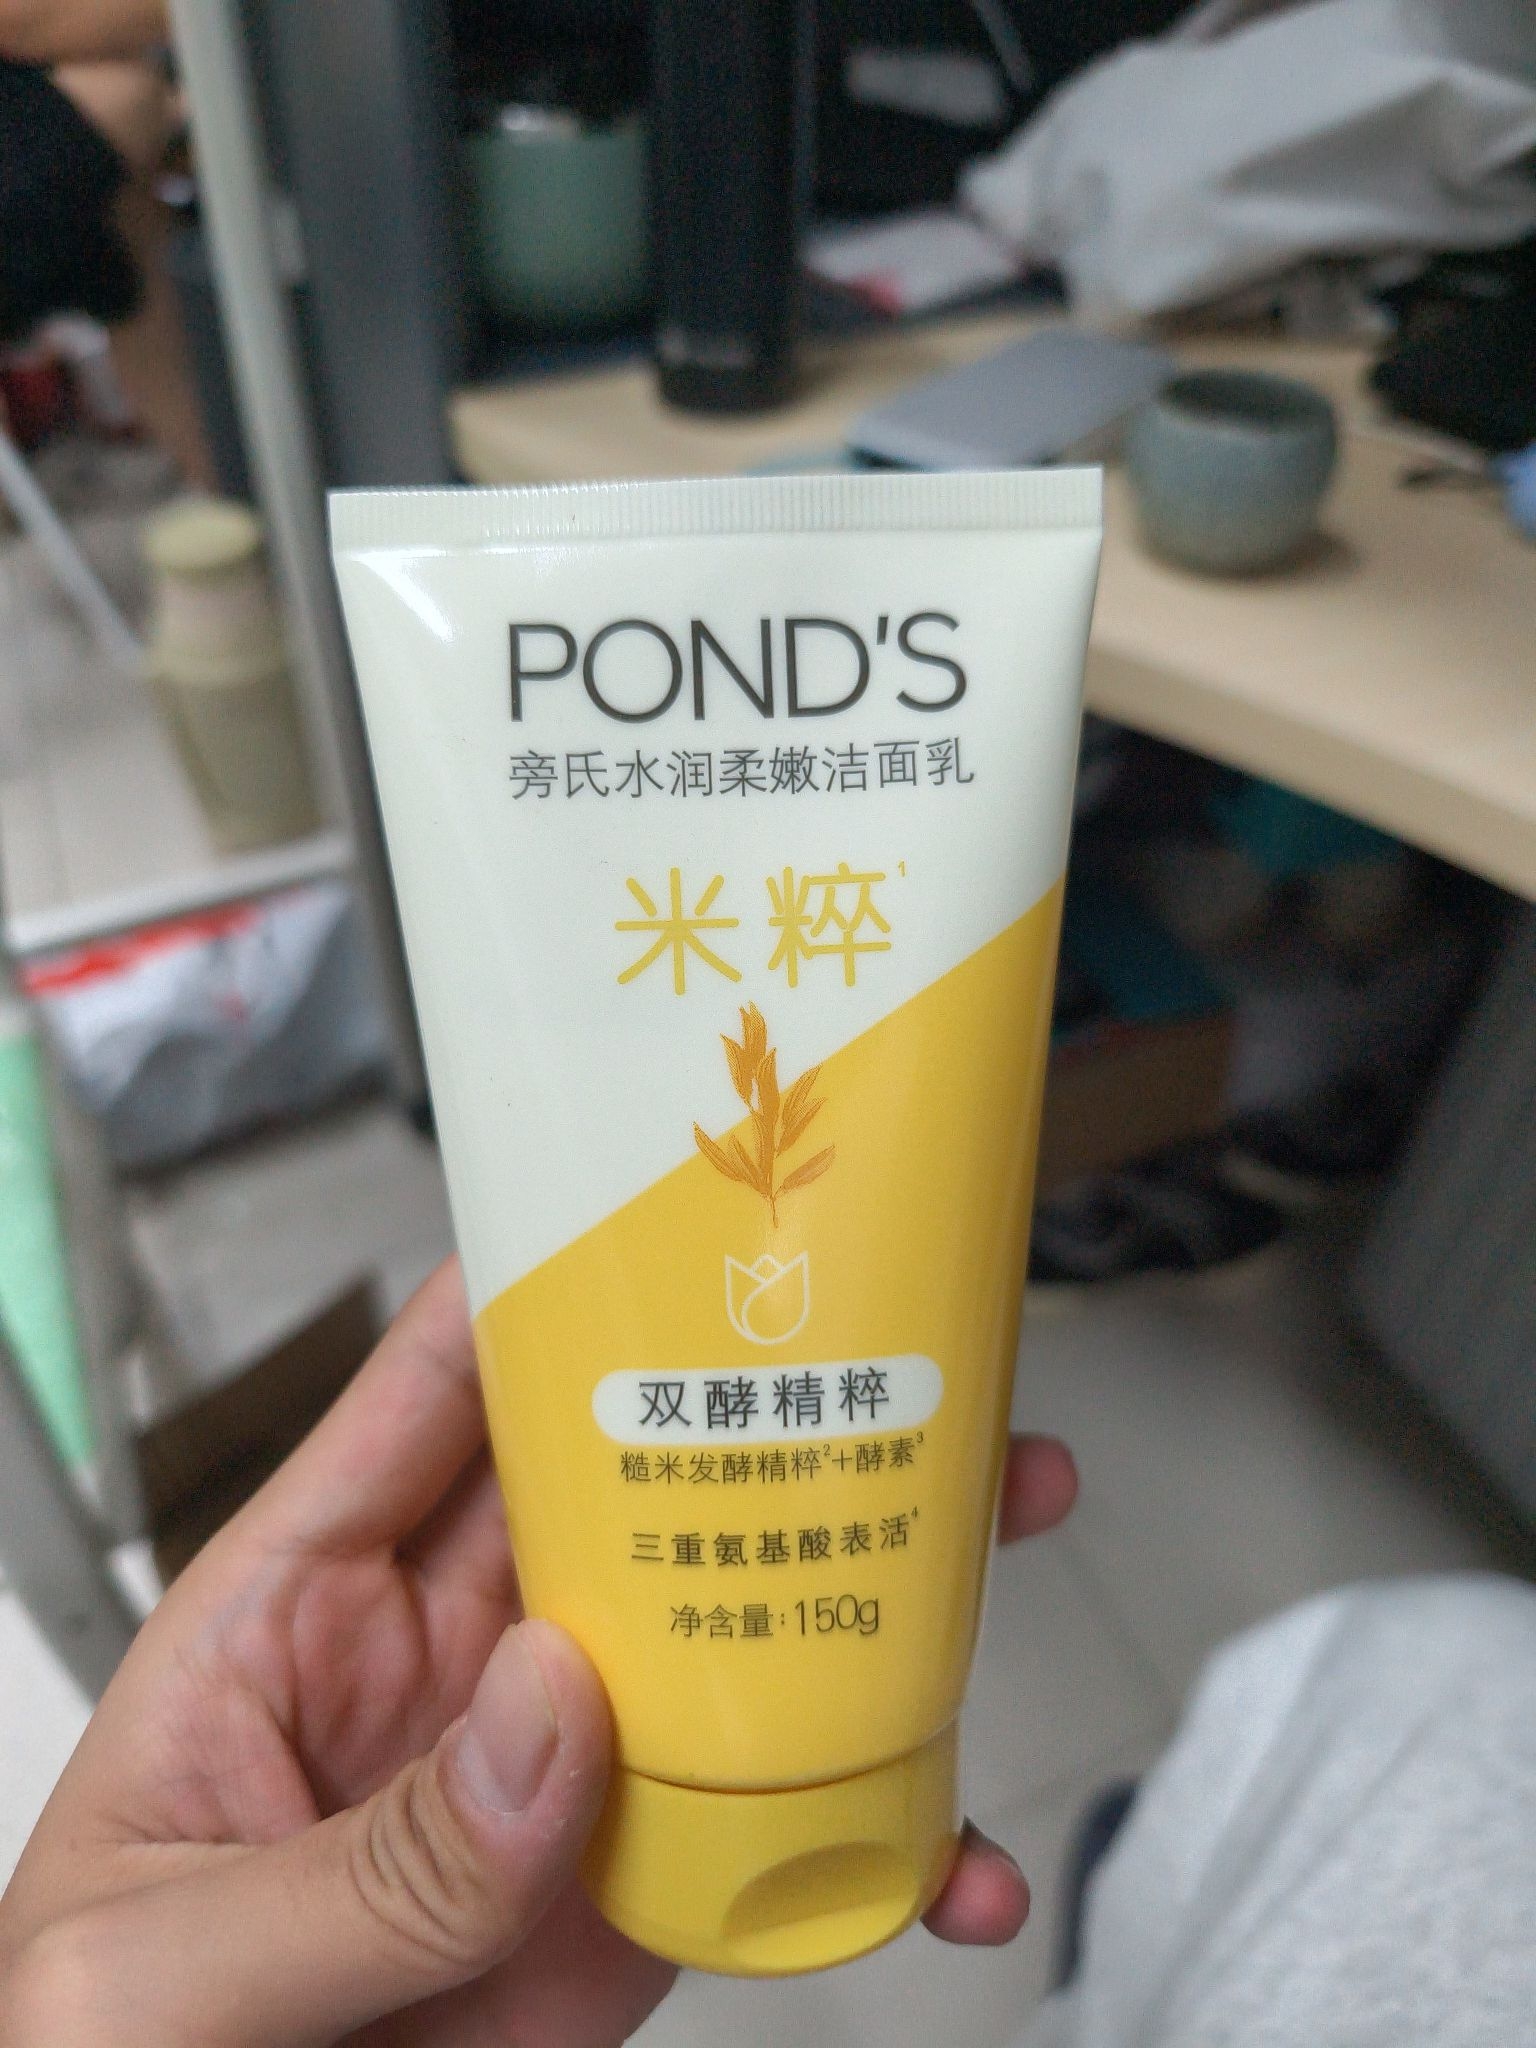 POND'S
旁氏水润柔嫩洁面乳
米粹¹
双酵精粹
糙米发酵精粹²+酵素³
三重氨基酸表活⁴
净含量:150g